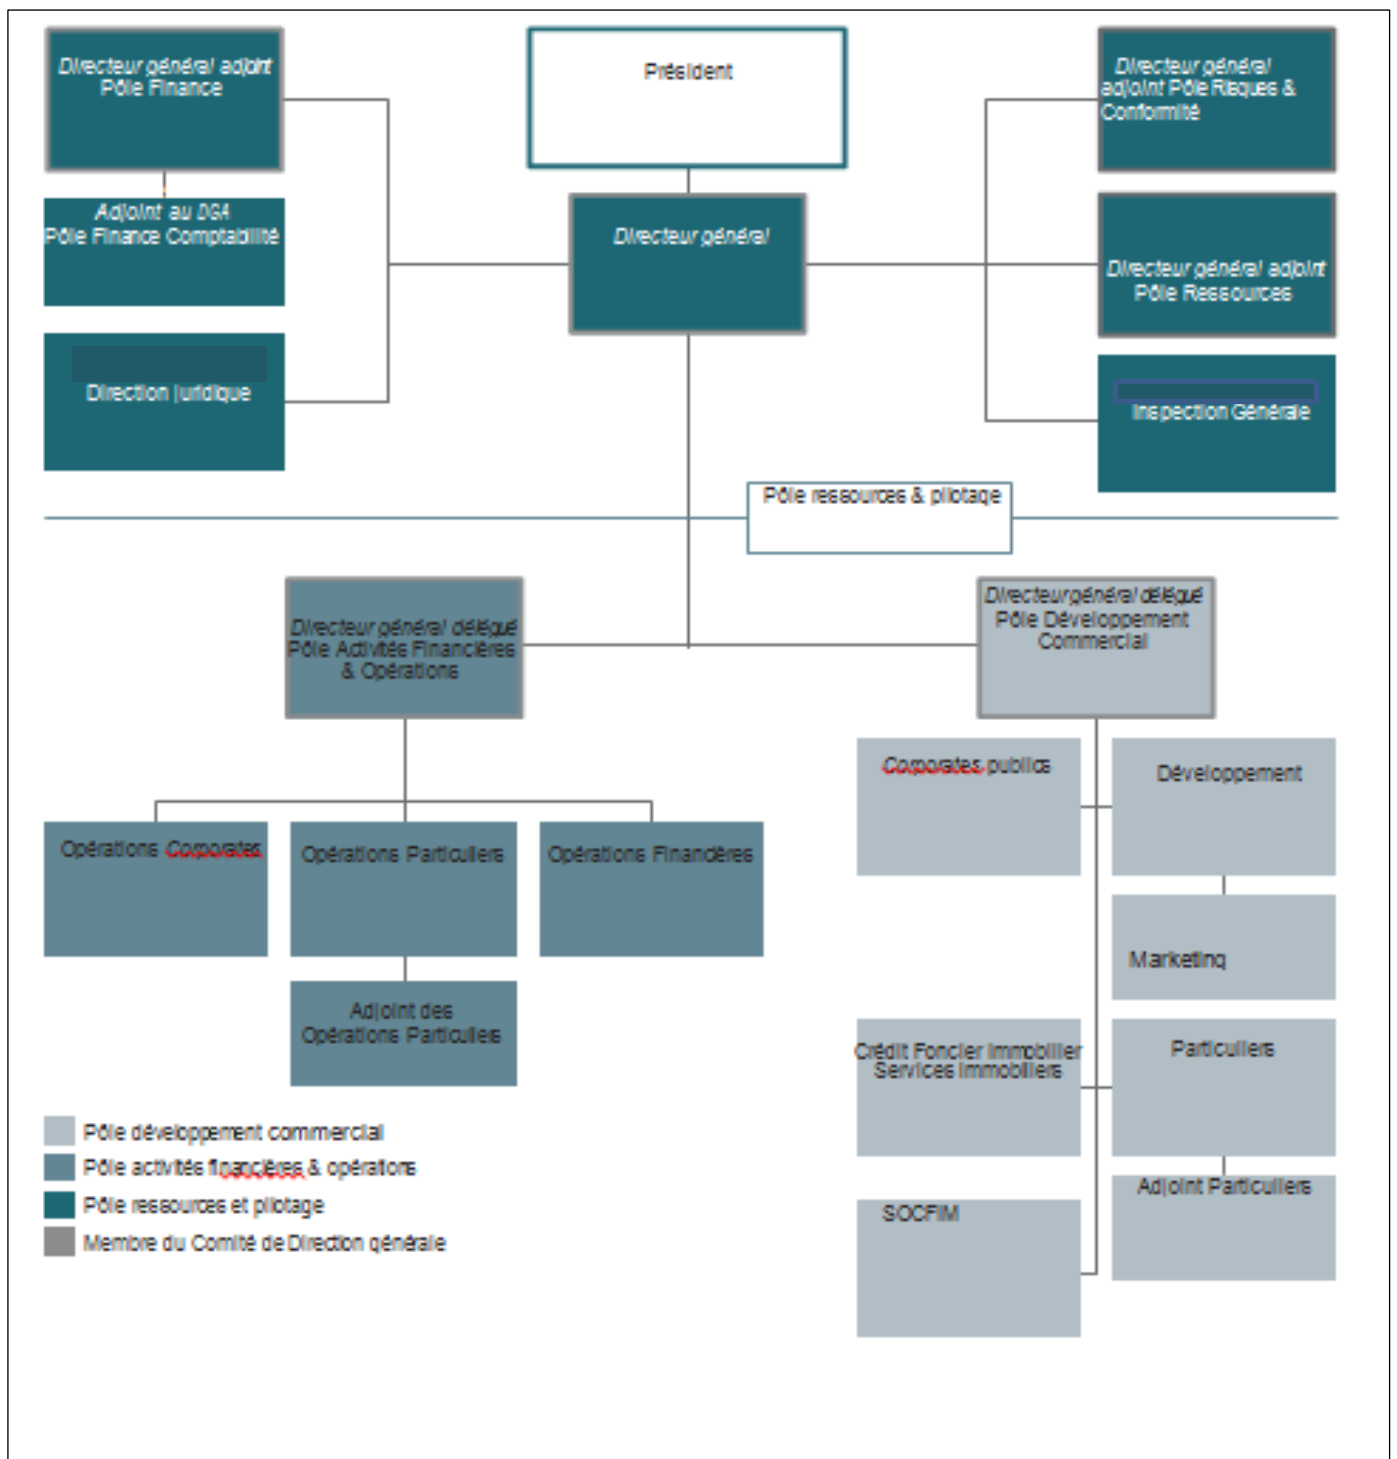 Directeur général adjoint
Pôle Finance
Président
Directeur général
adjoint Pôle Risques &
Conformité
Adjoint au DGA
Pôle Finance Comptabilité
Directeur général
Directeur général adjoint
Pôle Ressources
Direction juridique
Inspection Générale
Pôle ressources & pilotage
Directeur général délégué
Pôle Activités Financières
& Opérations
Directeur général délégué
Pôle Développement
Commercial
Corporates publics
Développement
Opérations Corporates
Opérations Particuliers
Opérations Financières
Marketing
Adjoint des
Opérations Particuliers
Crédit Foncier Immobilier
Services Immobiliers
Particuliers
Adjoint Particuliers
SOCFIM
Pôle développement commercial
Pôle activités financières & opérations
Pôle ressources et pilotage
Membre du Comité de Direction générale